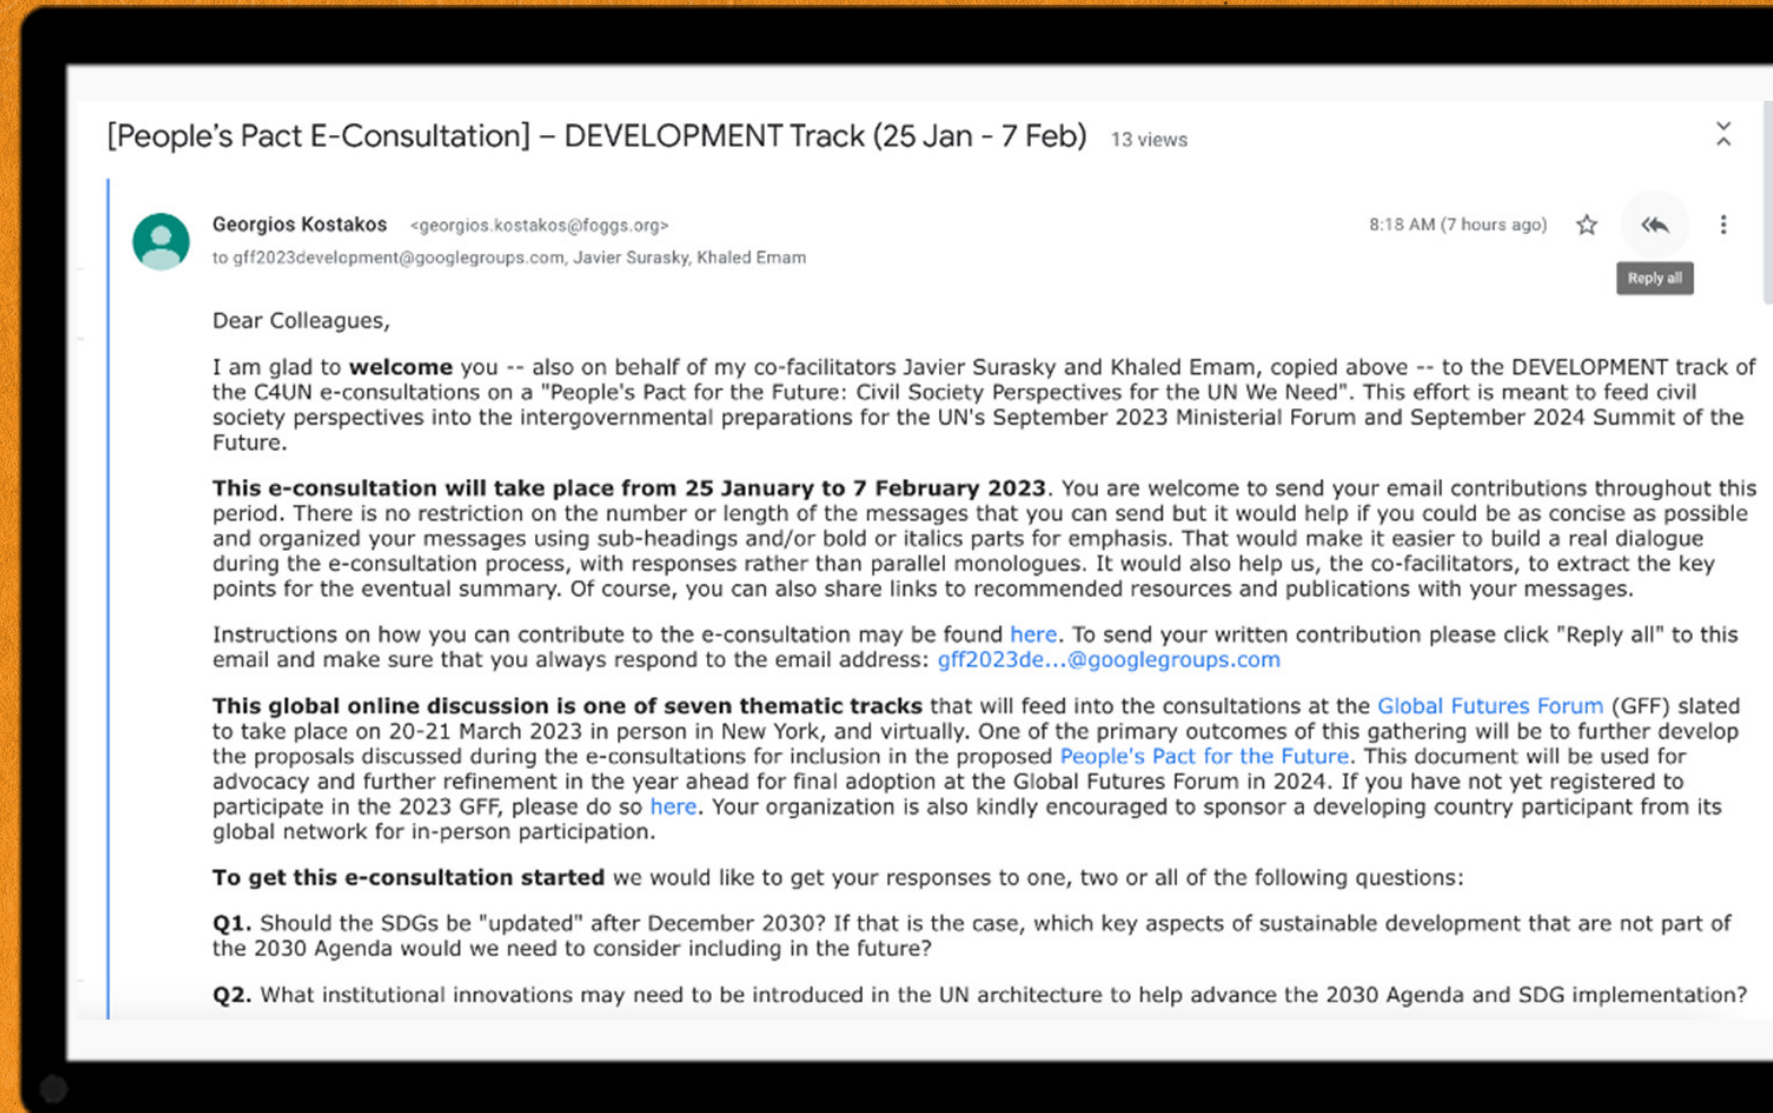 [People's Pact E-Consultation] – DEVELOPMENT Track (25 Jan - 7 Feb) 13 views
Georgios Kostakos <georgios.kostakos@foggs.org> 8:18 AM (7 hours ago)
to gff2023development@googlegroups.com, Javier Surasky, Khaled Emam
Reply all
Dear Colleagues,
I am glad to welcome you -- also on behalf of my co-facilitators Javier Surasky and Khaled Emam, copied above -- to the DEVELOPMENT track of
the C4UN e-consultations on a "People's Pact for the Future: Civil Society Perspectives for the UN We Need". This effort is meant to feed civil
society perspectives into the intergovernmental preparations for the UN's September 2023 Ministerial Forum and September 2024 Summit of the
Future.
This e-consultation will take place from 25 January to 7 February 2023. You are welcome to send your email contributions throughout this
period. There is no restriction on the number or length of the messages that you can send but it would help if you could be as concise as possible
and organized your messages using sub-headings and/or bold or italics parts for emphasis. That would make it easier to build a real dialogue
during the e-consultation process, with responses rather than parallel monologues. It would also help us, the co-facilitators, to extract the key
points for the eventual summary. Of course, you can also share links to recommended resources and publications with your messages.
Instructions on how you can contribute to the e-consultation may be found here. To send your written contribution please click "Reply all" to this
email and make sure that you always respond to the email address: gff2023de...@googlegroups.com
This global online discussion is one of seven thematic tracks that will feed into the consultations at the Global Futures Forum (GFF) slated
to take place on 20-21 March 2023 in person in New York, and virtually. One of the primary outcomes of this gathering will be to further develop
the proposals discussed during the e-consultations for inclusion in the proposed People's Pact for the Future. This document will be used for
advocacy and further refinement in the year ahead for final adoption at the Global Futures Forum in 2024. If you have not yet registered to
participate in the 2023 GFF, please do so here. Your organization is also kindly encouraged to sponsor a developing country participant from its
global network for in-person participation.
To get this e-consultation started we would like to get your responses to one, two or all of the following questions:
Q1. Should the SDGs be "updated" after December 2030? If that is the case, which key aspects of sustainable development that are not part of
the 2030 Agenda would we need to consider including in the future?
Q2. What institutional innovations may need to be introduced in the UN architecture to help advance the 2030 Agenda and SDG implementation?